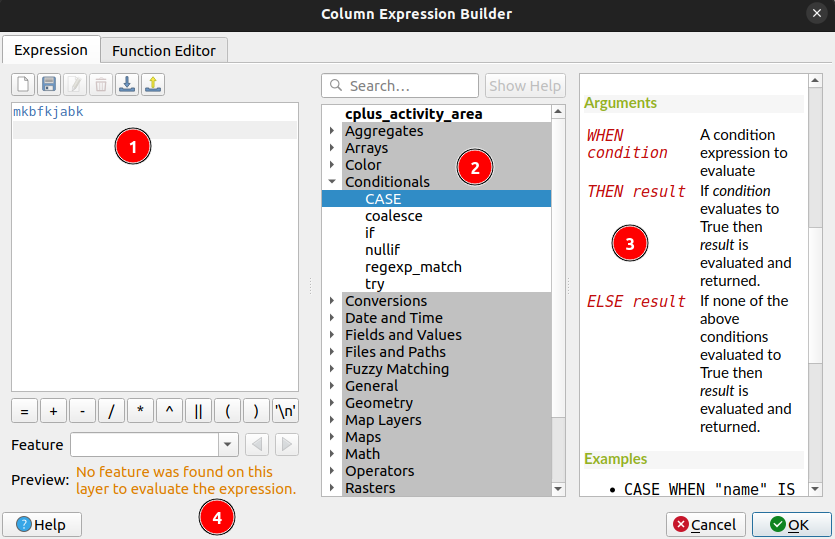 Column Expression Builder
Expression
Function Editor
mkbfkjabk
1
= + - / * ^ || ( ) '\n'
Feature
Preview: No feature was found on this
layer to evaluate the expression.
4
Help
Search...
Show Help
cplus_activity_area
Aggregates
Arrays
Color
2
Conditionals
CASE
coalesce
if
nullif
regexp_match
try
Conversions
Date and Time
Fields and Values
Files and Paths
Fuzzy Matching
General
Geometry
Map Layers
Maps
Math
Operators
Rasters
Arguments
WHEN
condition
A condition
expression to
evaluate
THEN result
If condition
evaluates to
True then
result is
evaluated and
returned.
3
ELSE result
If none of the
above
conditions
evaluated to
True then
result is
evaluated and
returned.
Examples
• CASE WHEN "name" IS
Cancel
OK